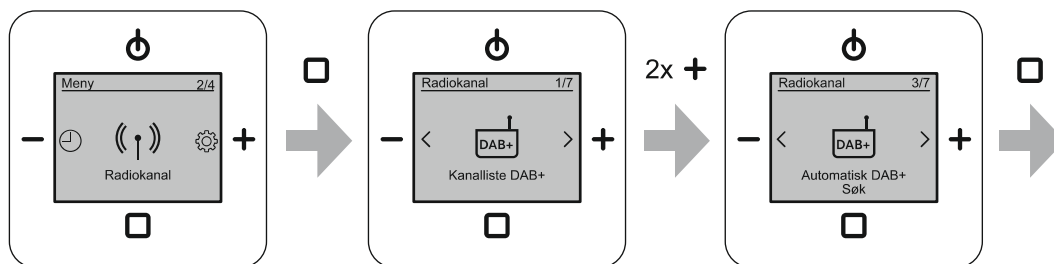 Meny 2/4
Radiokanal
Radiokanal 1/7
DAB+
Kanalliste DAB+
2x +
Radiokanal 3/7
DAB+
Automatisk DAB+
Søk